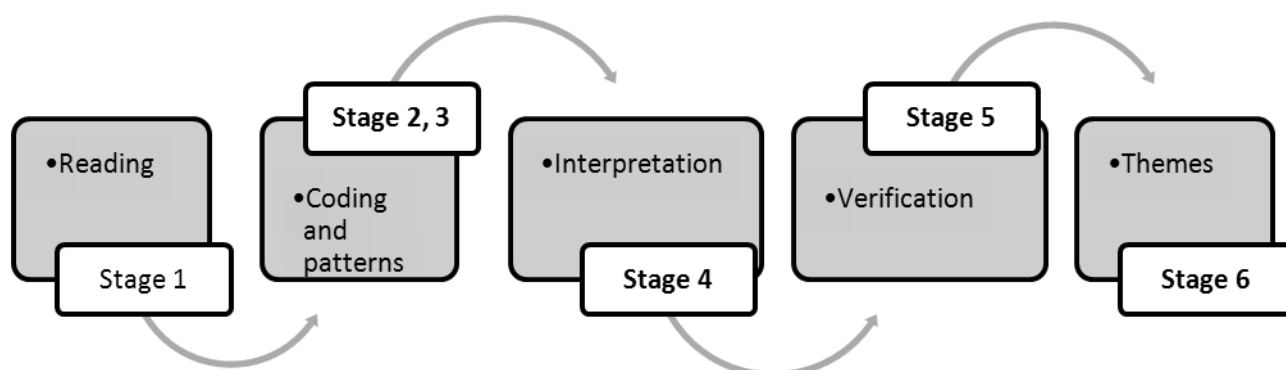 •Reading
Stage 1
Stage 2, 3
•Coding
and
patterns
•Interpretation
Stage 4
Stage 5
•Verification
•Themes
Stage 6